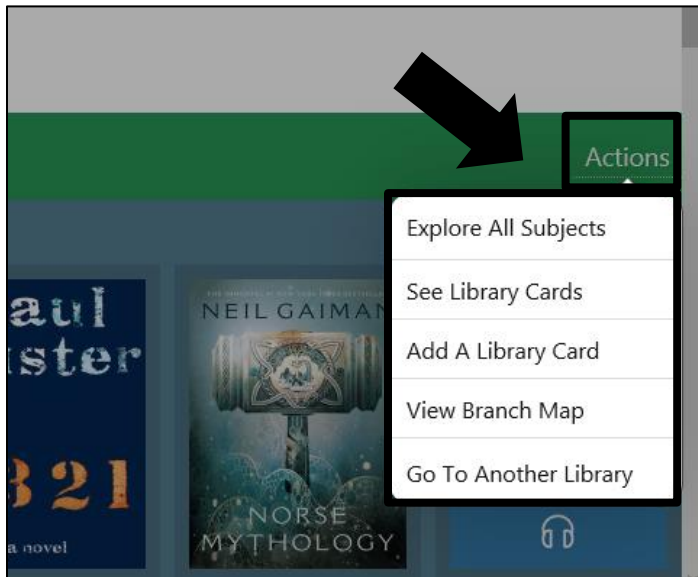 Actions
Explore All Subjects
See Library Cards
Add A Library Card
View Branch Map
Go To Another Library
aul
ster
321
a novel
NEIL GAIMAN
NORSE
MYTHOLOGY